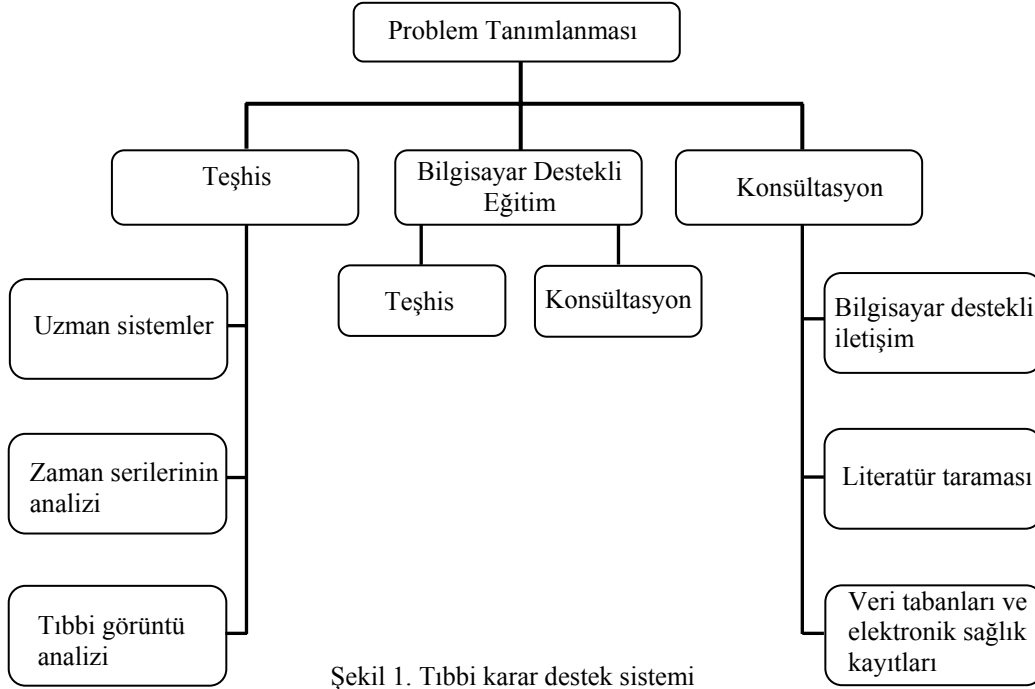 Problem Tanımlanması
Teşhis
Bilgisayar Destekli
Eğitim
Konsültasyon
Teşhis
Konsültasyon
Uzman sistemler
Bilgisayar destekli
iletişim
Zaman serilerinin
analizi
Literatür taraması
Tıbbi görüntü
analizi
Veri tabanları ve
elektronik sağlık
kayıtları
Şekil 1. Tıbbi karar destek sistemi